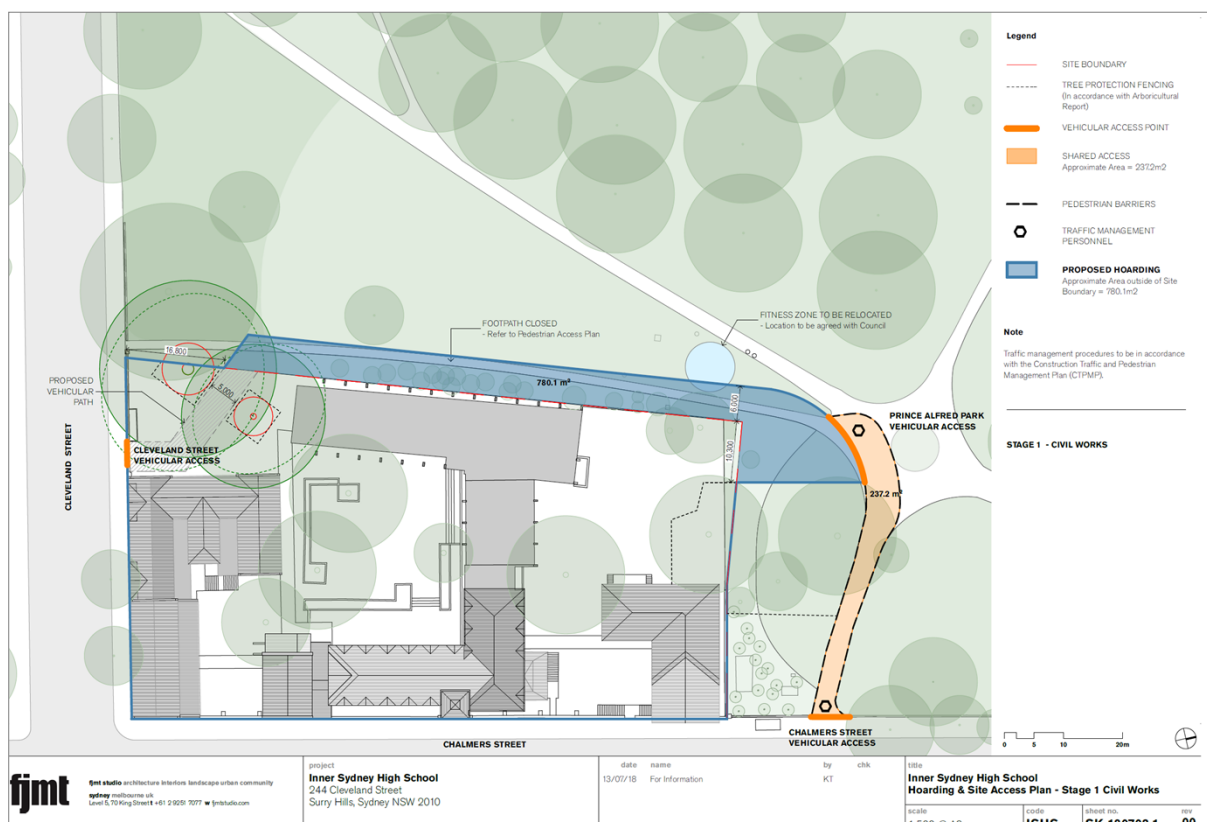 Legend
SITE BOUNDARY
TREE PROTECTION FENCING
(In accordance with Arboricultural
Report)
VEHICULAR ACCESS POINT
SHARED ACCESS
Approximate Area = 237.2m2
PEDESTRIAN BARRIERS
TRAFFIC MANAGEMENT
PERSONNEL
PROPOSED HOARDING
Approximate Area outside of Site
Boundary = 780.1m2
Note
Traffic management procedures to be in accordance
with the Construction Traffic and Pedestrian
Management Plan (CTPMP).
STAGE 1 - CIVIL WORKS
0 5 10 20m
FOOTPATH CLOSED
- Refer to Pedestrian Access Plan
FITNESS ZONE TO BE RELOCATED
- Location to be agreed with Council
16,800
PROPOSED
VEHICULAR
PATH
5,000
780.1 m²
6,000
10,300
PRINCE ALFRED PARK
VEHICULAR ACCESS
237.2 m²
CLEVELAND STREET
VEHICULAR ACCESS
CLEVELAND STREET
CHALMERS STREET
CHALMERS STREET
VEHICULAR ACCESS
fjmt
fjmt studio architecture interiors landscape urban community
sydney melbourne uk
Level 5, 70 King Street t +61 2 9251 7077 w fjmtstudio.com
project
Inner Sydney High School
244 Cleveland Street
Surry Hills, Sydney NSW 2010
date name by chk
13/07/18 For Information KT
title
Inner Sydney High School
Hoarding & Site Access Plan - Stage 1 Civil Works
scale code sheet no. rev